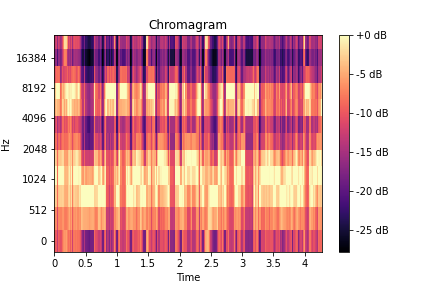 Chromagram
Hz
16384
8192
4096
2048
1024
512
0
0 0.5 1 1.5 2 2.5 3 3.5 4
Time
+0 dB
-5 dB
-10 dB
-15 dB
-20 dB
-25 dB